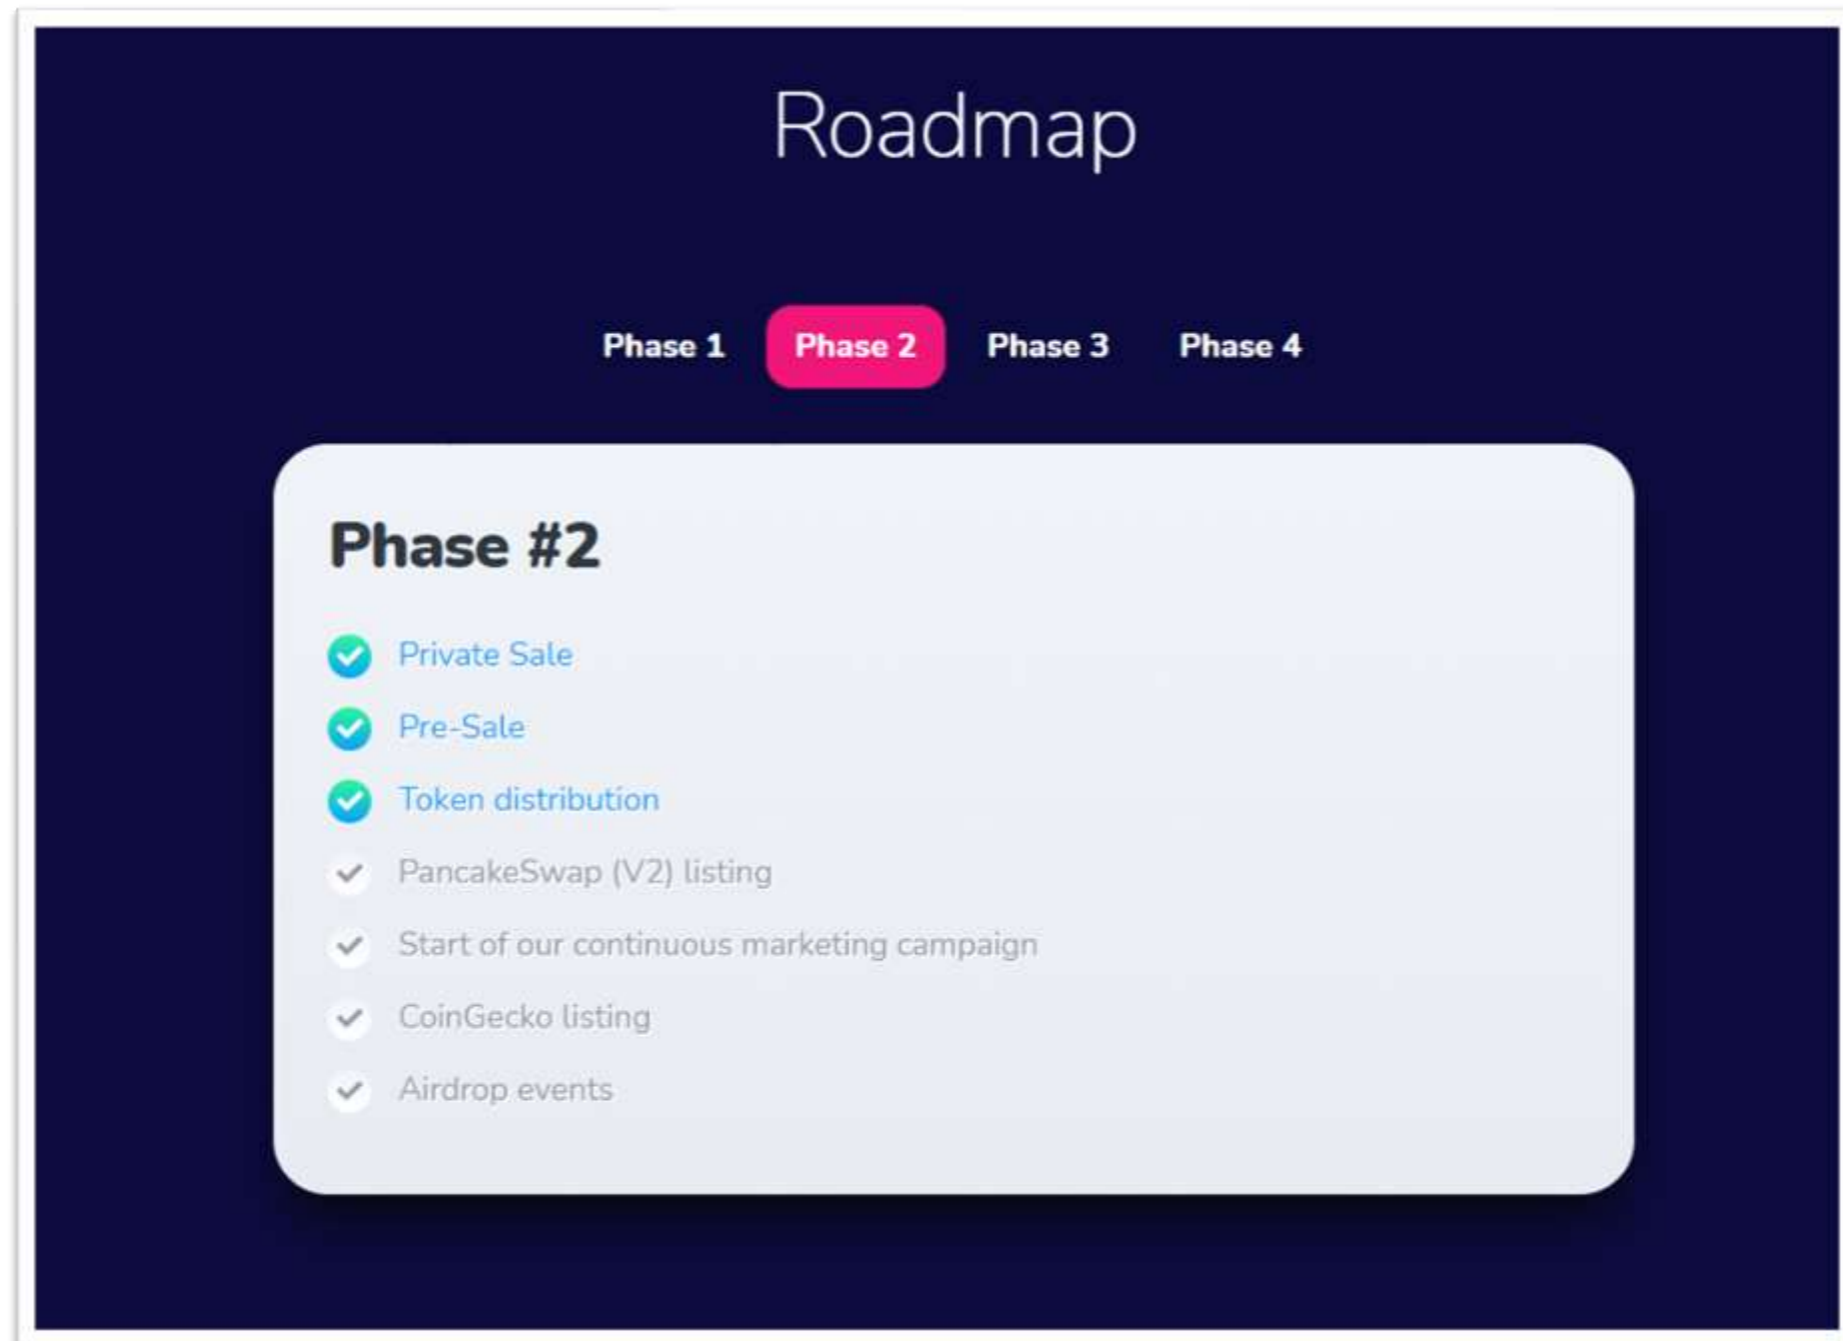 Roadmap
Phase 1 Phase 2 Phase 3 Phase 4
Phase #2
Private Sale
Pre-Sale
Token distribution
PancakeSwap (V2) listing
Start of our continuous marketing campaign
CoinGecko listing
Airdrop events